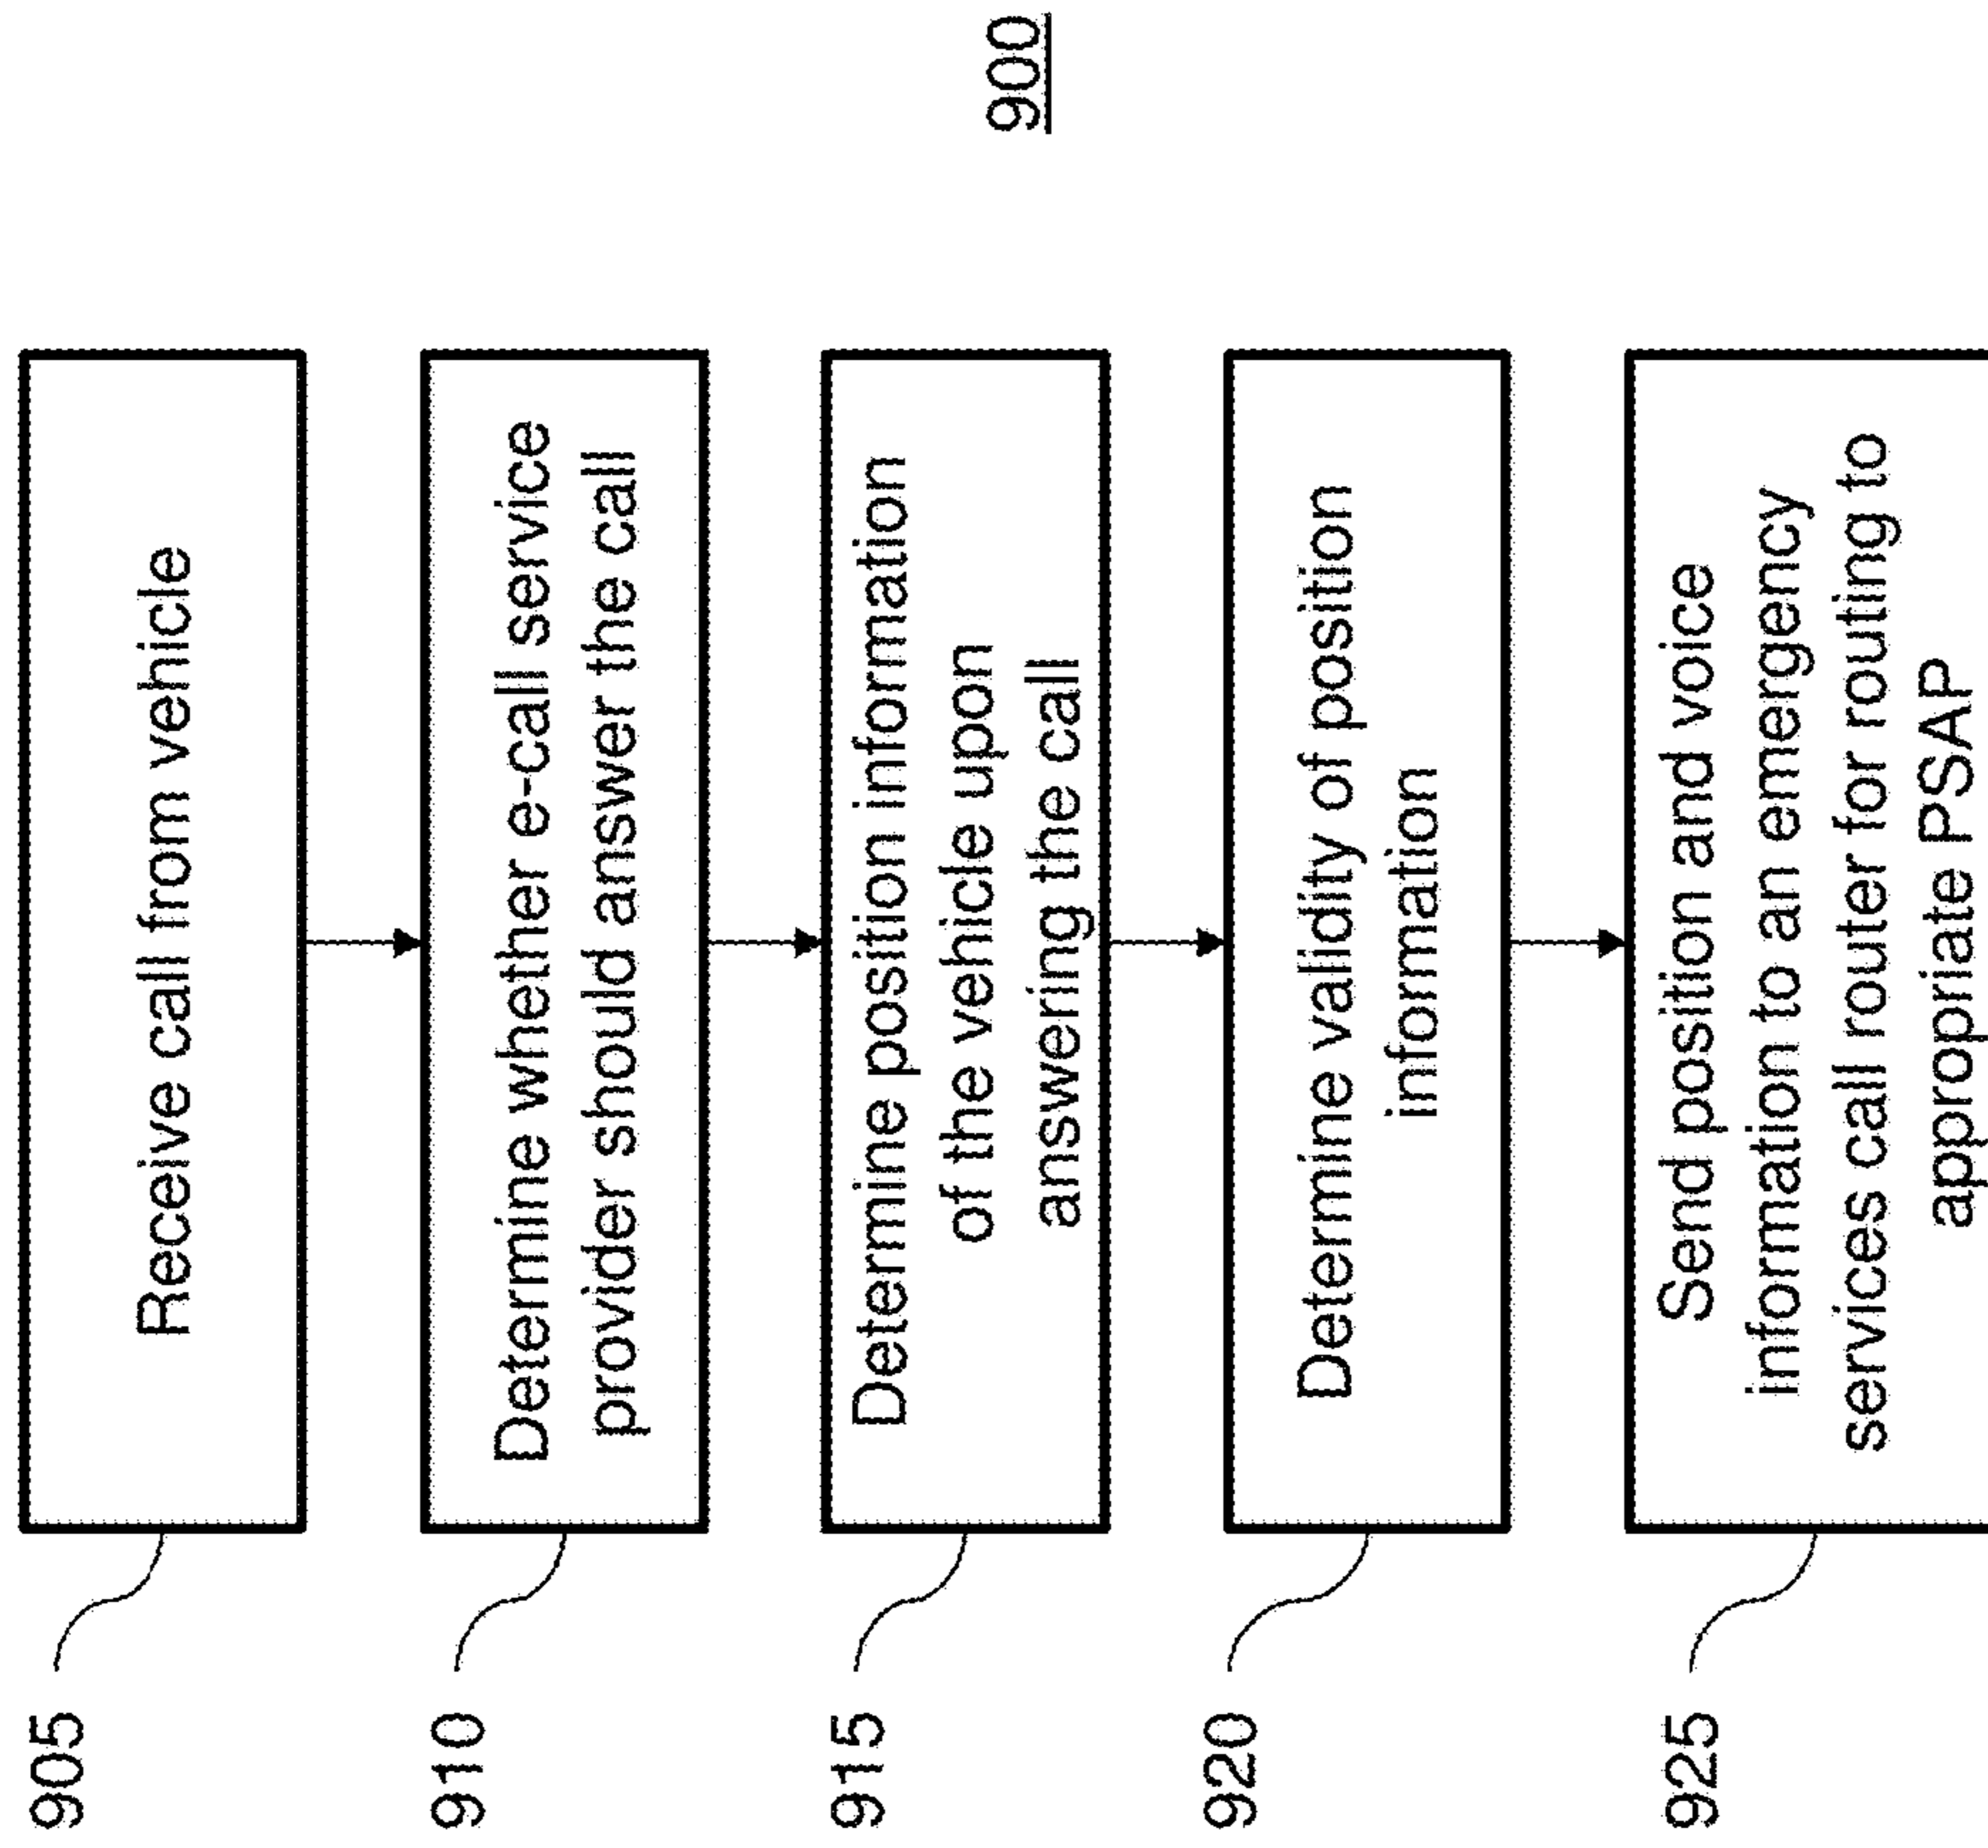 900
905
Receive call from vehicle
910
Determine whether e-call service
provider should answer the call
915
Determine position information
of the vehicle upon
answering the call
920
Determine validity of position
information
925
Send position and voice
information to an emergency
services call router for routing to
appropriate PSAP